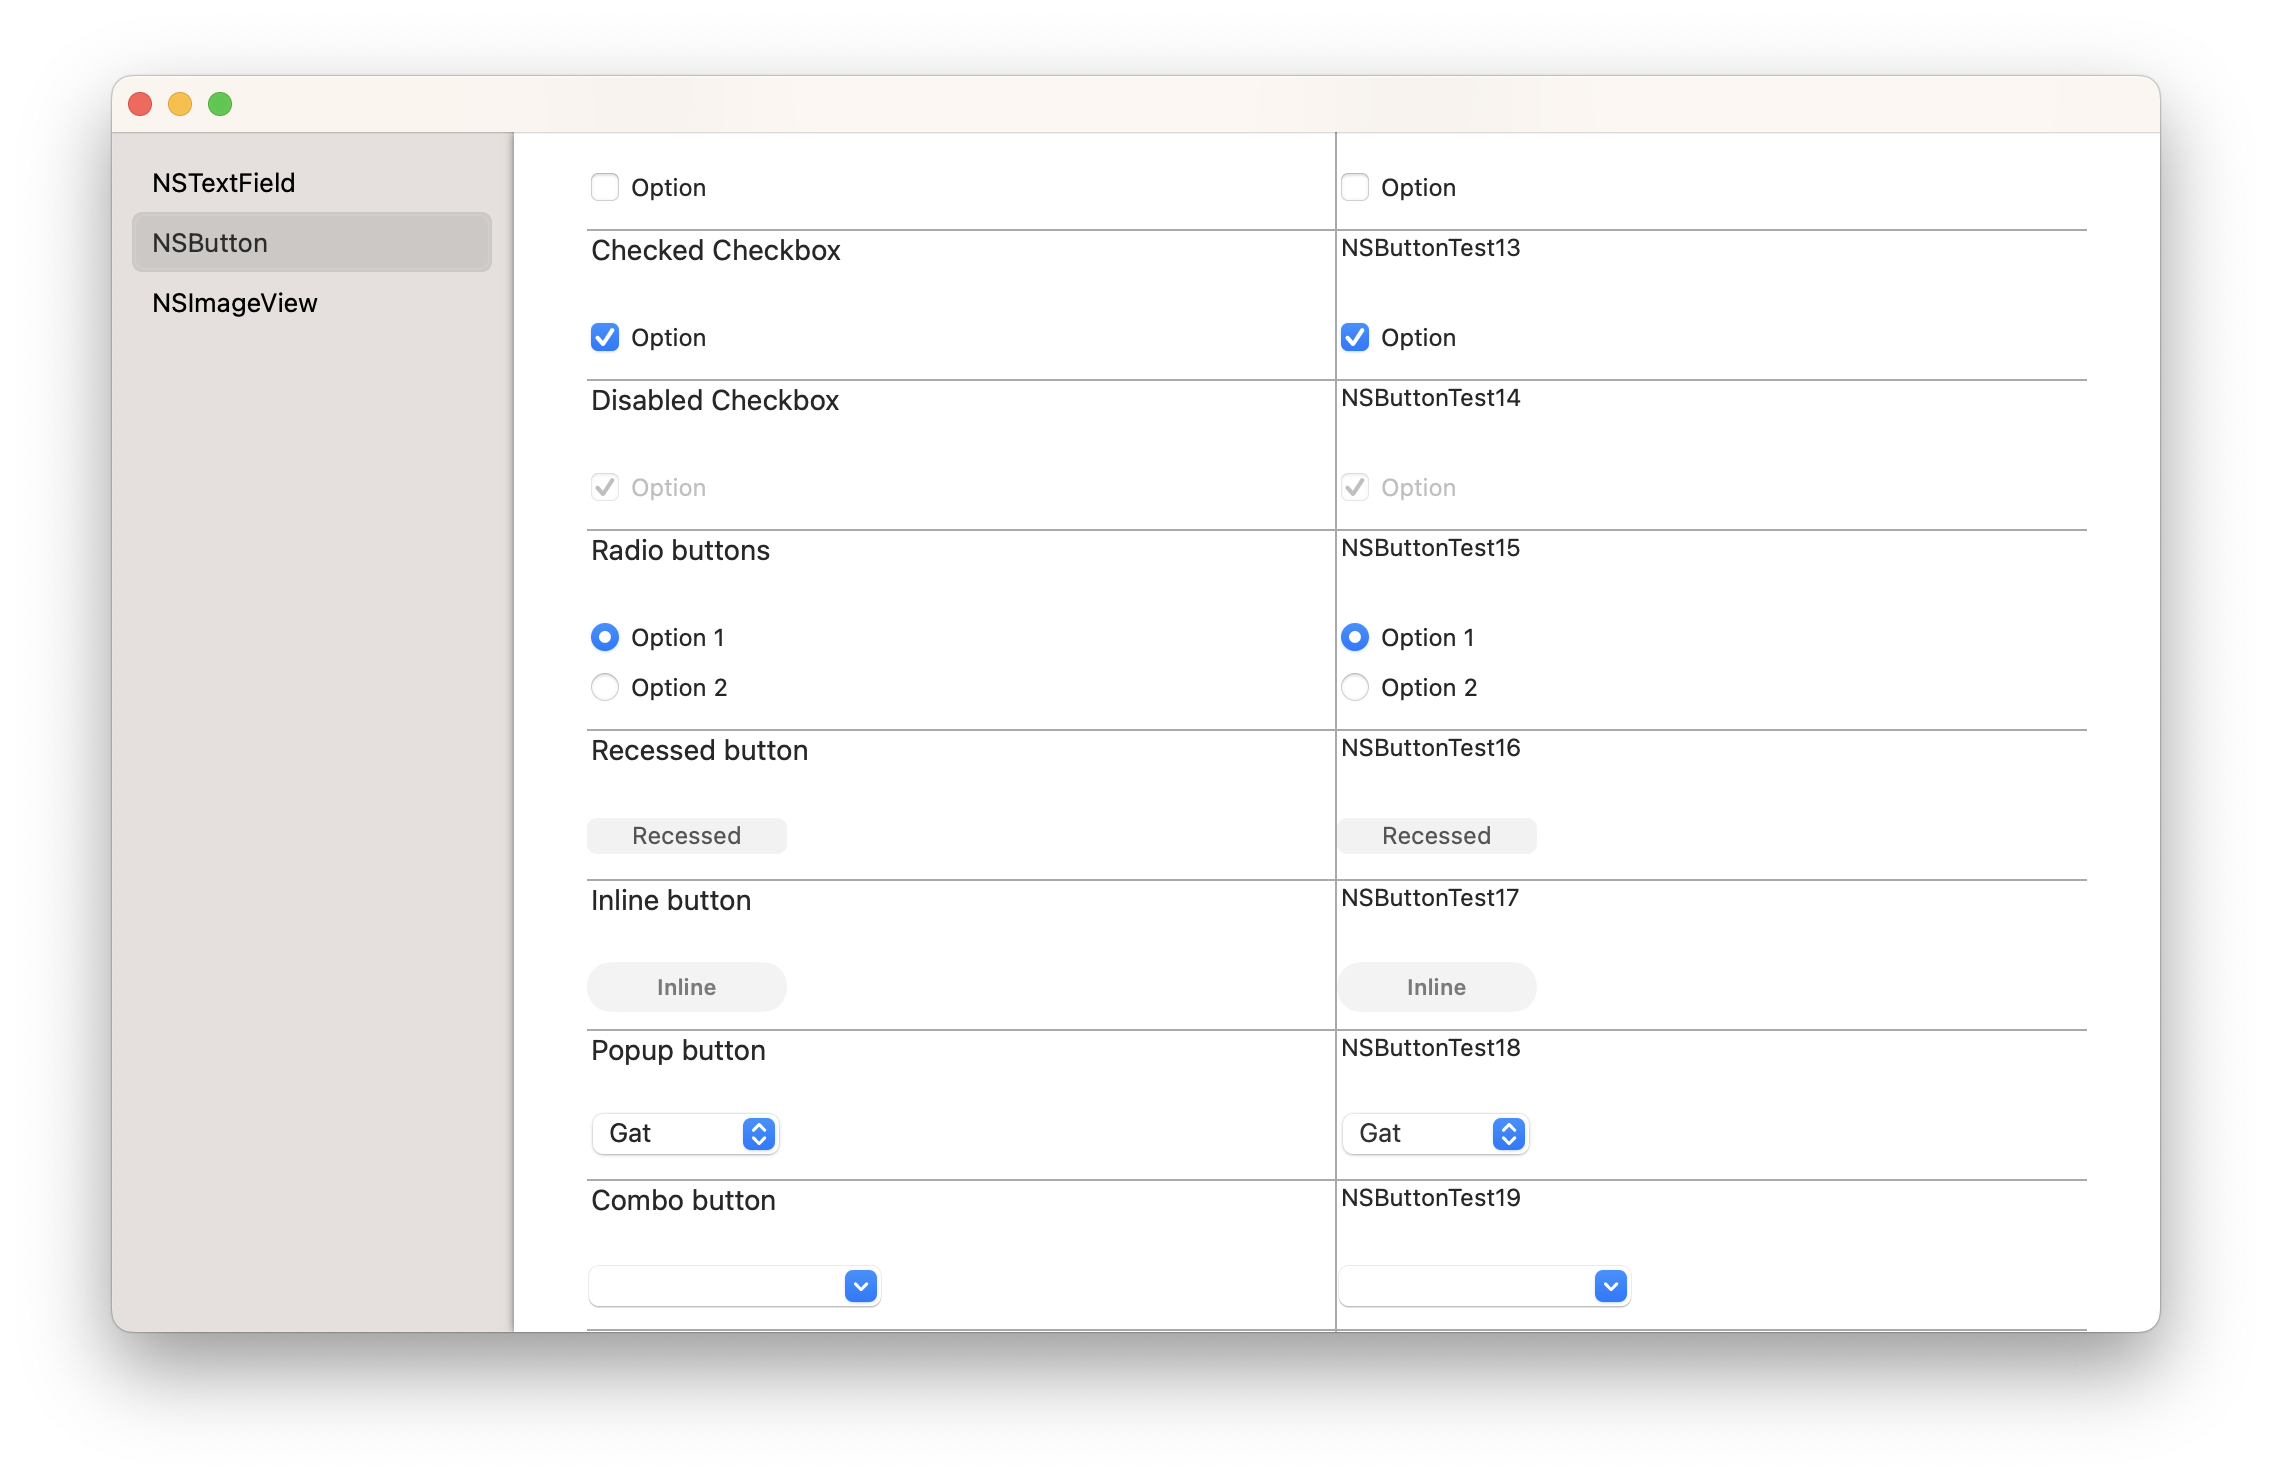 NSTextField
NSButton
NSImageView
Option Option
Checked Checkbox NSButtonTest13
Option Option
Disabled Checkbox NSButtonTest14
Option Option
Radio buttons NSButtonTest15
Option 1 Option 1
Option 2 Option 2
Recessed button NSButtonTest16
Recessed Recessed
Inline button NSButtonTest17
Inline Inline
Popup button NSButtonTest18
Gat Gat
Combo button NSButtonTest19